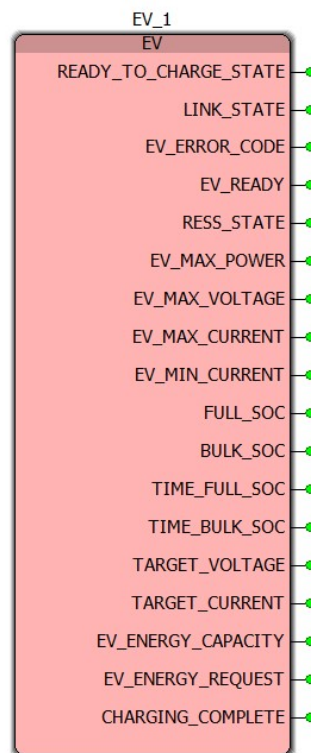 EV_1
EV
READY_TO_CHARGE_STATE
LINK_STATE
EV_ERROR_CODE
EV_READY
RESS_STATE
EV_MAX_POWER
EV_MAX_VOLTAGE
EV_MAX_CURRENT
EV_MIN_CURRENT
FULL_SOC
BULK_SOC
TIME_FULL_SOC
TIME_BULK_SOC
TARGET_VOLTAGE
TARGET_CURRENT
EV_ENERGY_CAPACITY
EV_ENERGY_REQUEST
CHARGING_COMPLETE